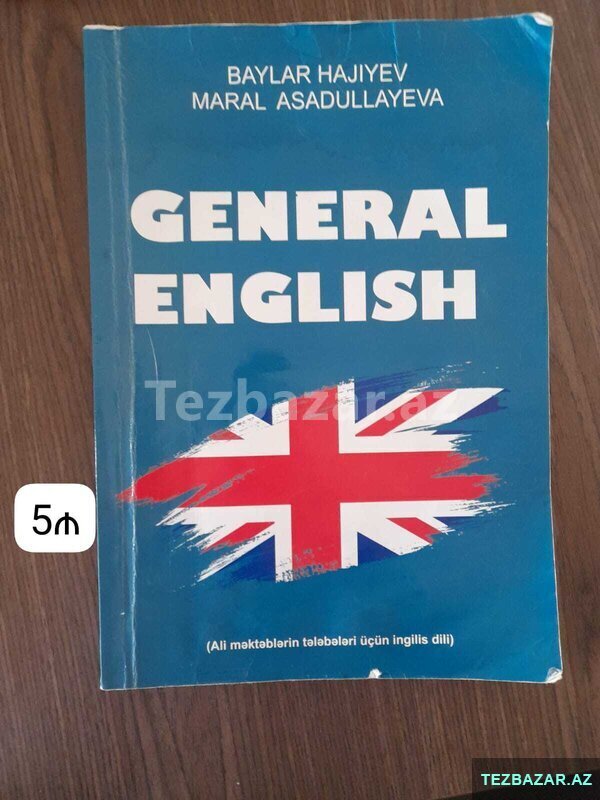 BAYLAR HAJIYEV
MARAL ASADULLAYEVA
GENERAL
ENGLISH
Tezbazar.az
5₼
(Ali məktəblərin tələbələri üçün ingilis dili)
TEZBAZAR.AZ